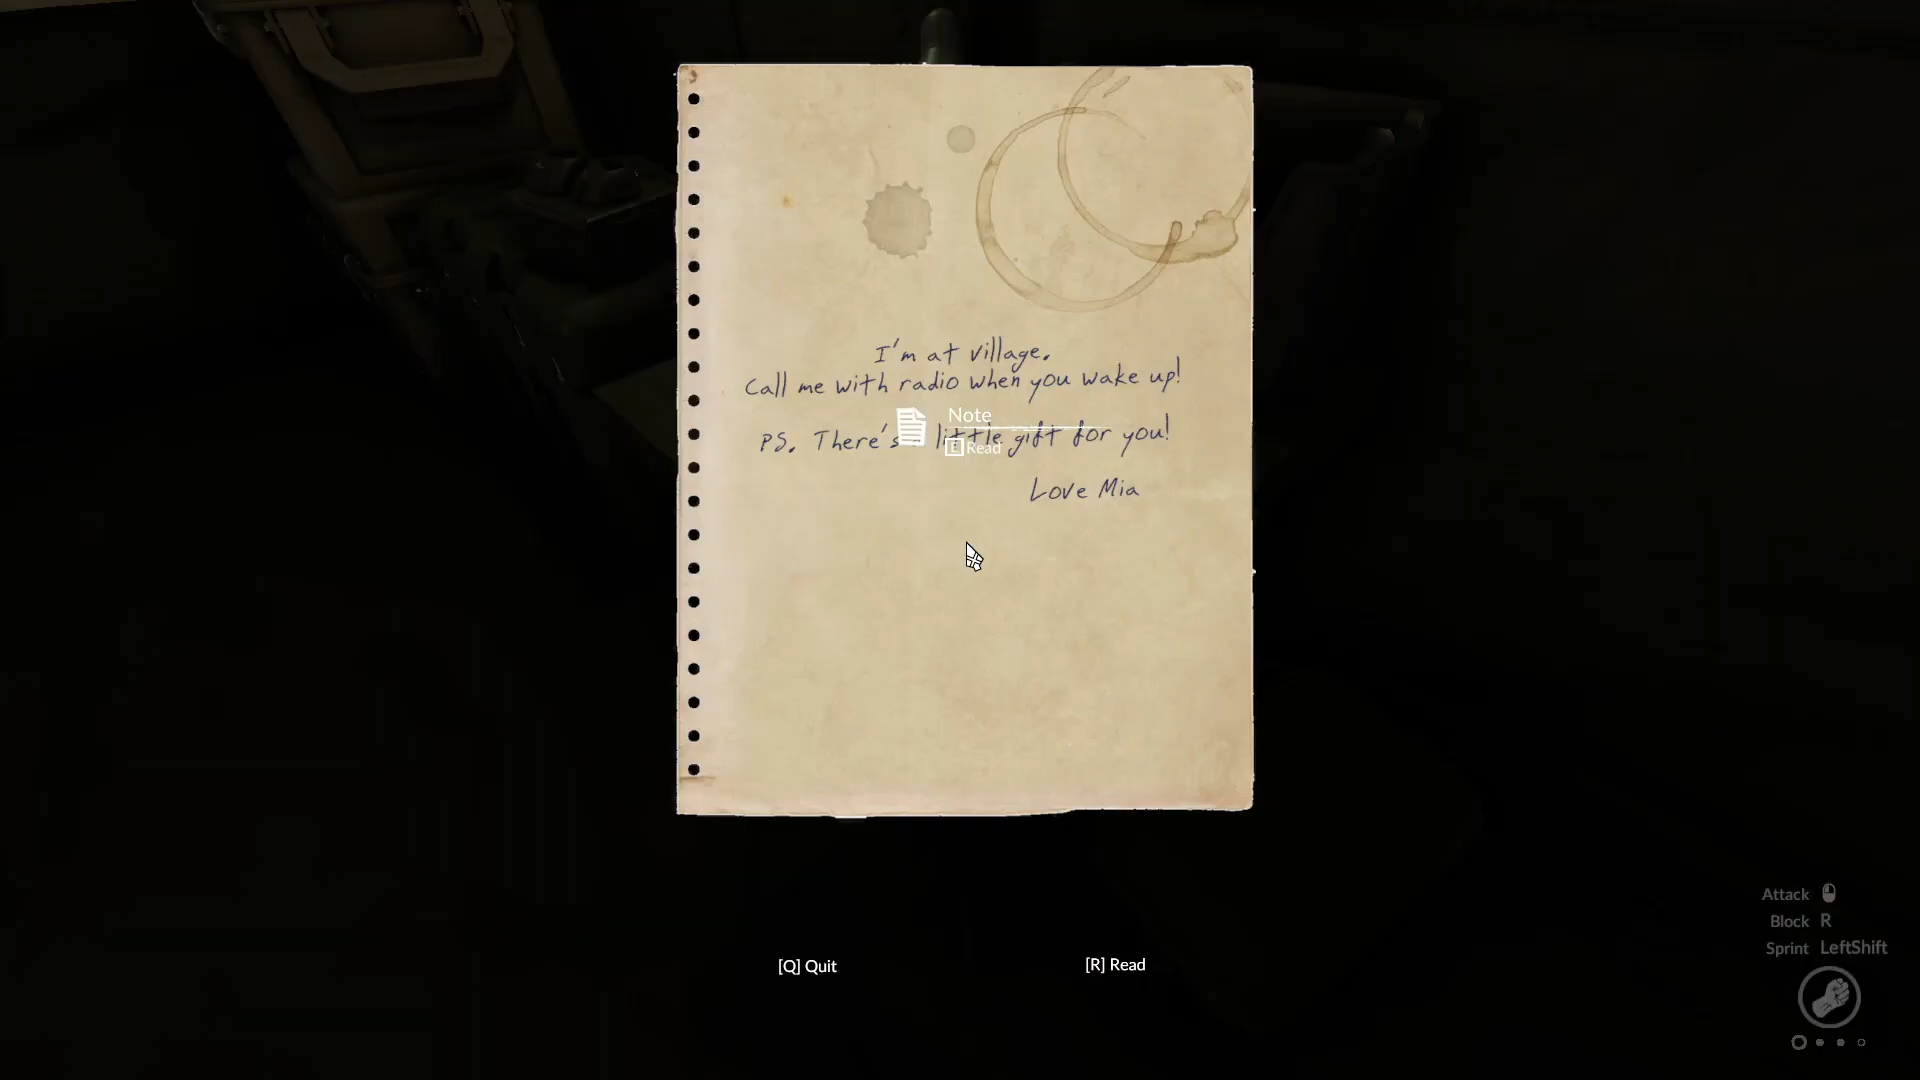 I'm at village.
Call me with radio when you wake up!
Note
PS. There's a little gift for you!
[E] Read
Love Mia
Attack
Block R
Sprint LeftShift
[Q] Quit
[R] Read